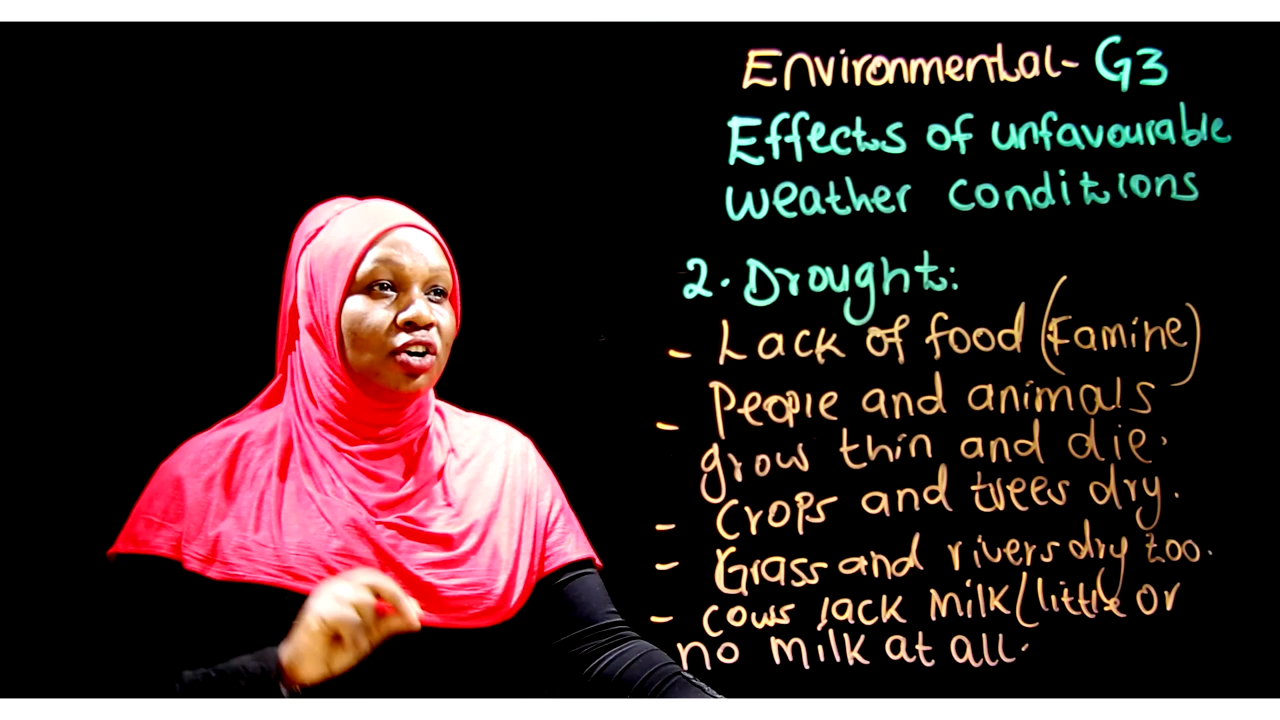 Environmental- G3
Effects of unfavourable
weather conditions
2. Drought:
- Lack of food (Famine)
- People and animals
grow thin and die.
- Crops and trees dry.
- Grass and rivers dry too.
- Cows lack milk (little or
no milk at all.